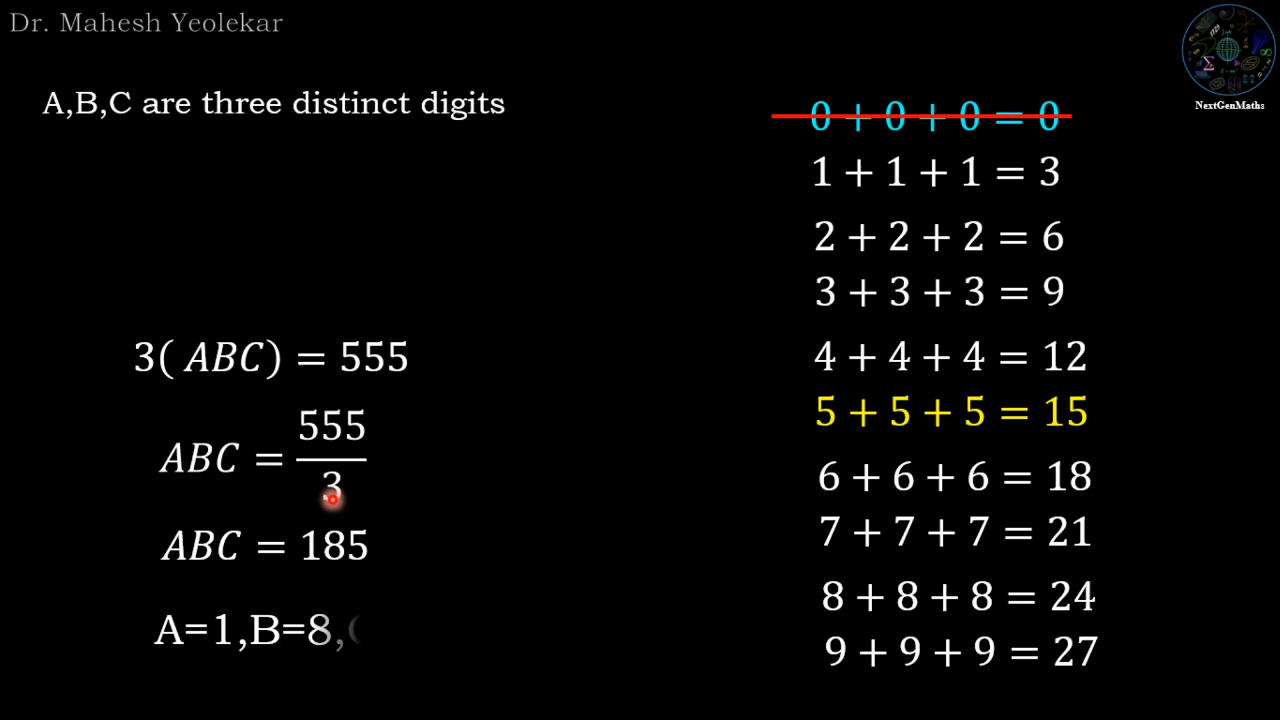 Dr. Mahesh Yeolekar
NextGenMaths
A,B,C are three distinct digits
3( ABC) = 555
ABC = 555/3
ABC = 185
A=1,B=8,(
0 + 0 + 0 = 0
1 + 1 + 1 = 3
2 + 2 + 2 = 6
3 + 3 + 3 = 9
4 + 4 + 4 = 12
5 + 5 + 5 = 15
6 + 6 + 6 = 18
7 + 7 + 7 = 21
8 + 8 + 8 = 24
9 + 9 + 9 = 27